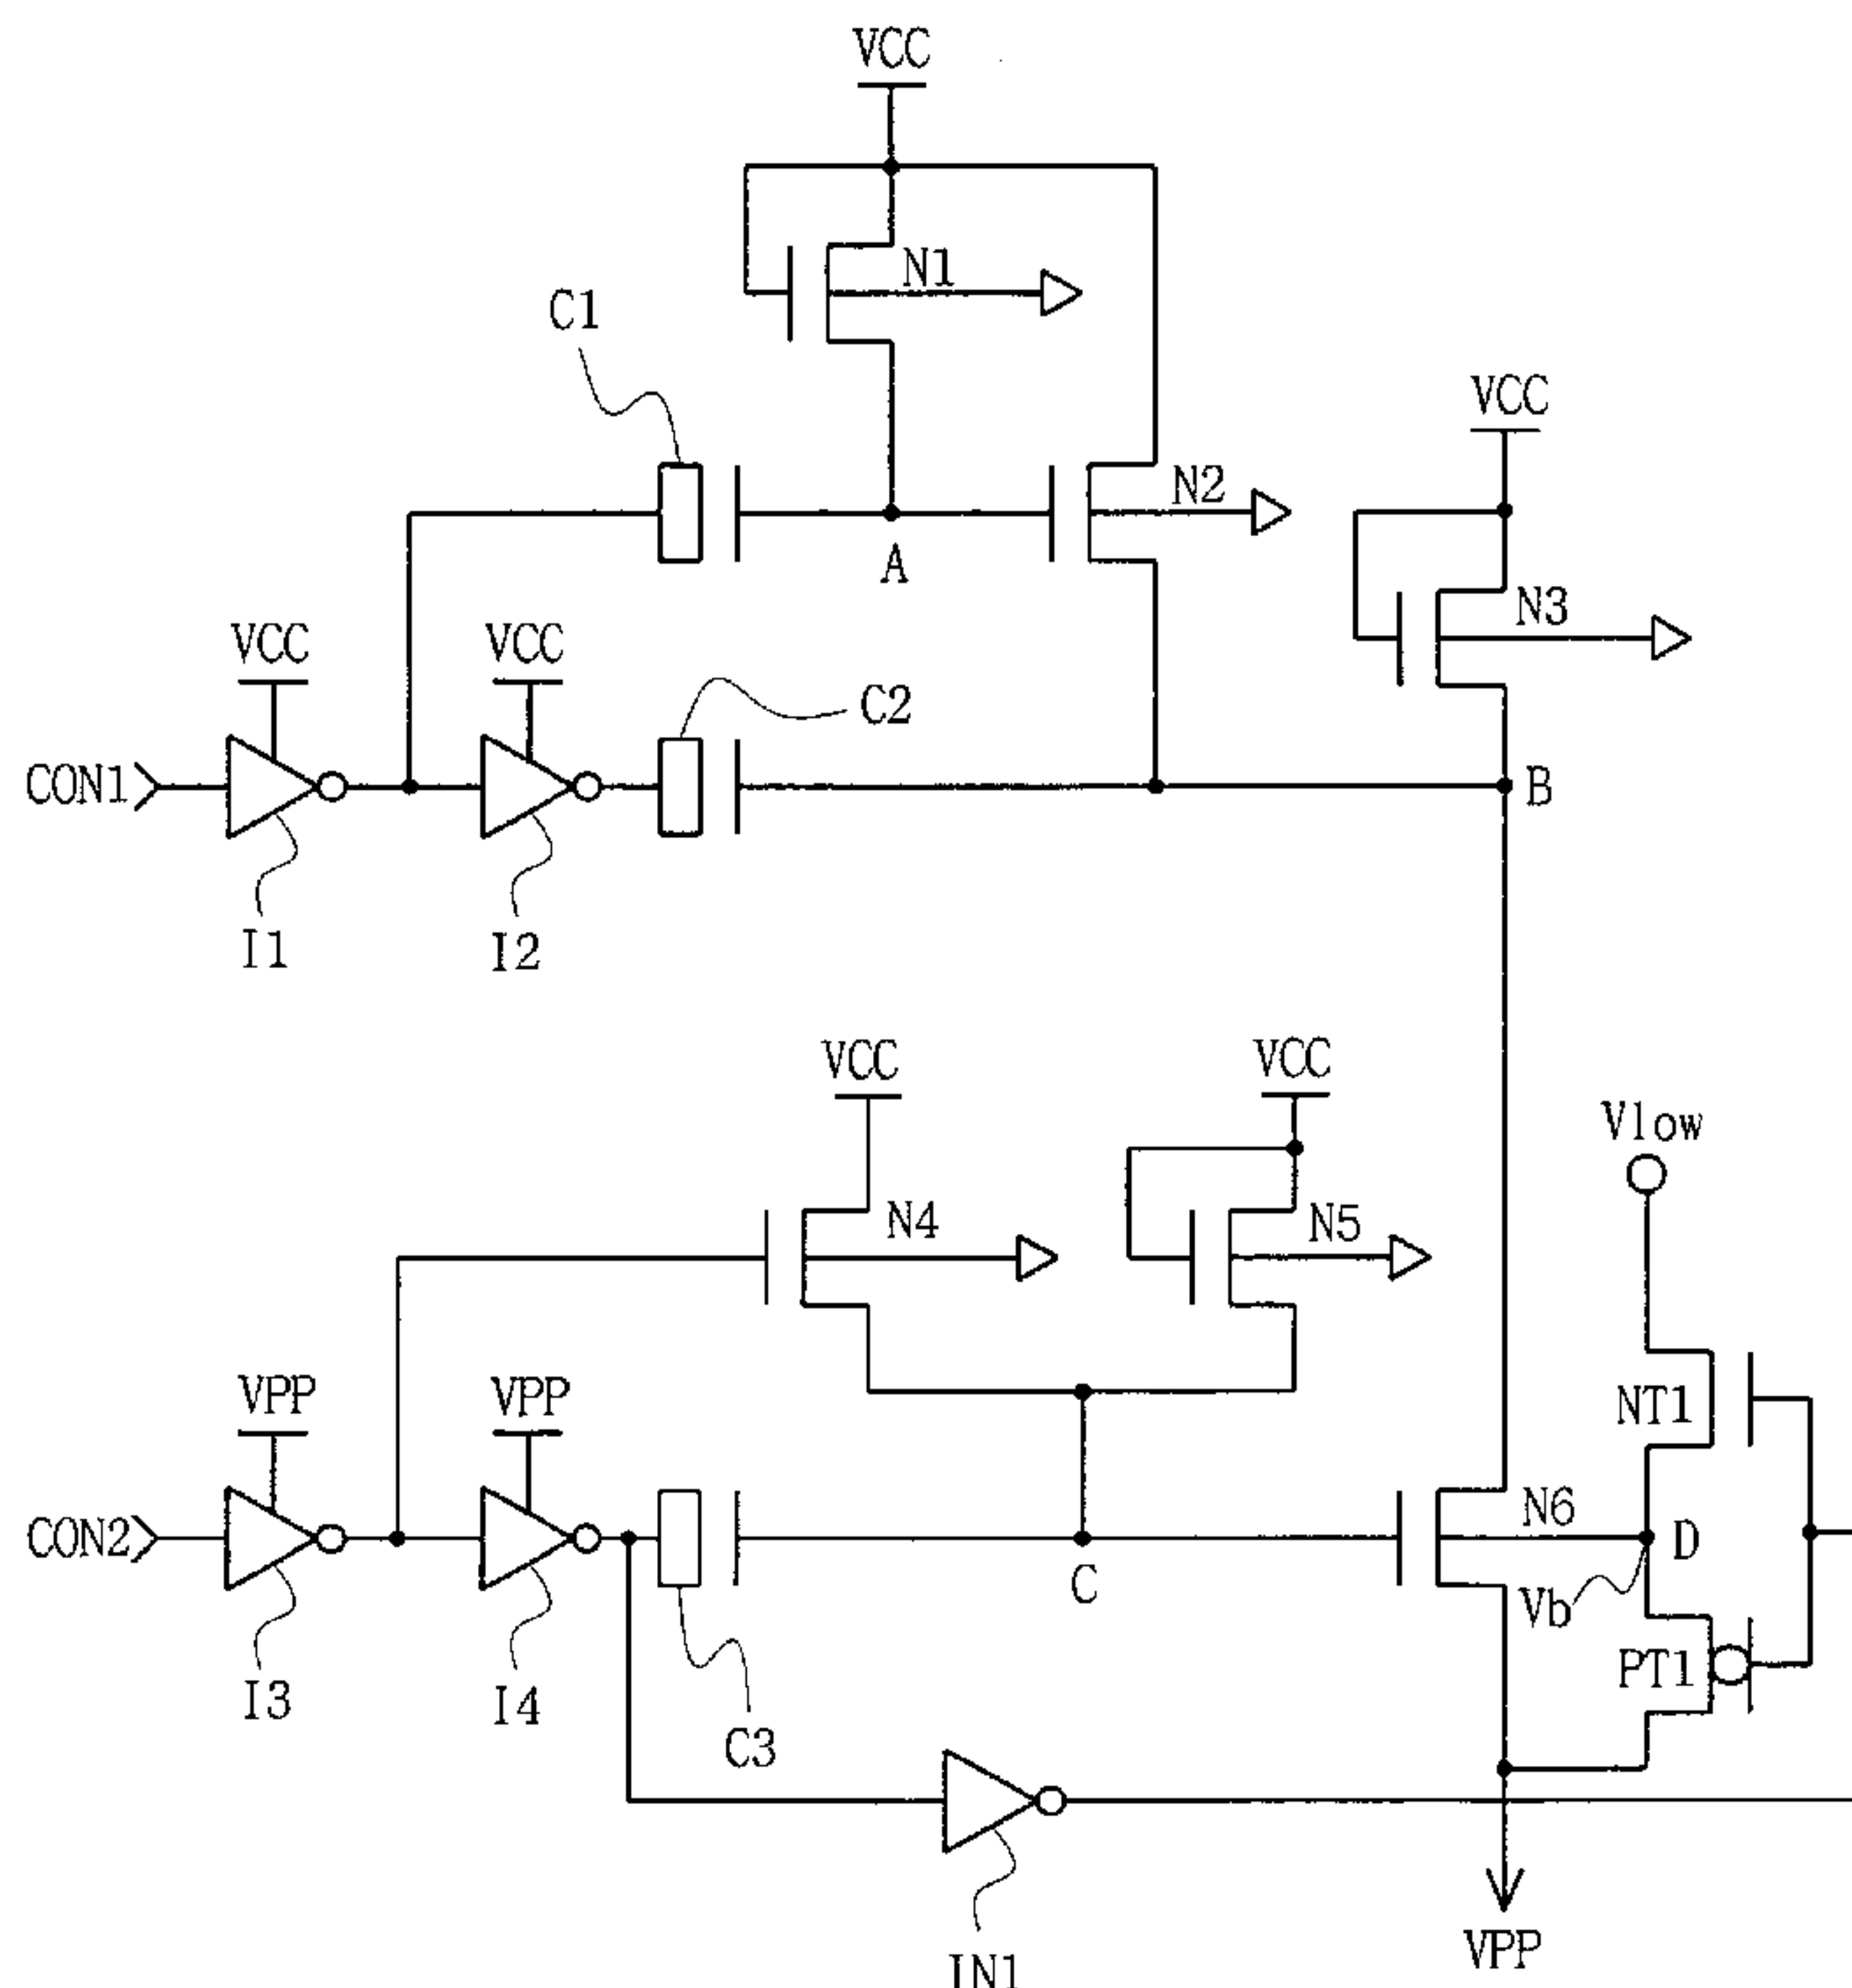 VCC
N1
C1
VCC
N2
A
N3
VCC
VCC
C2
CON1
B
I1
I2
VCC
VCC
Vlow
N4
N5
VPP
VPP
NT1
N6
CON2
D
C
Vb
PT1
I3
I4
C3
VPP
IN1